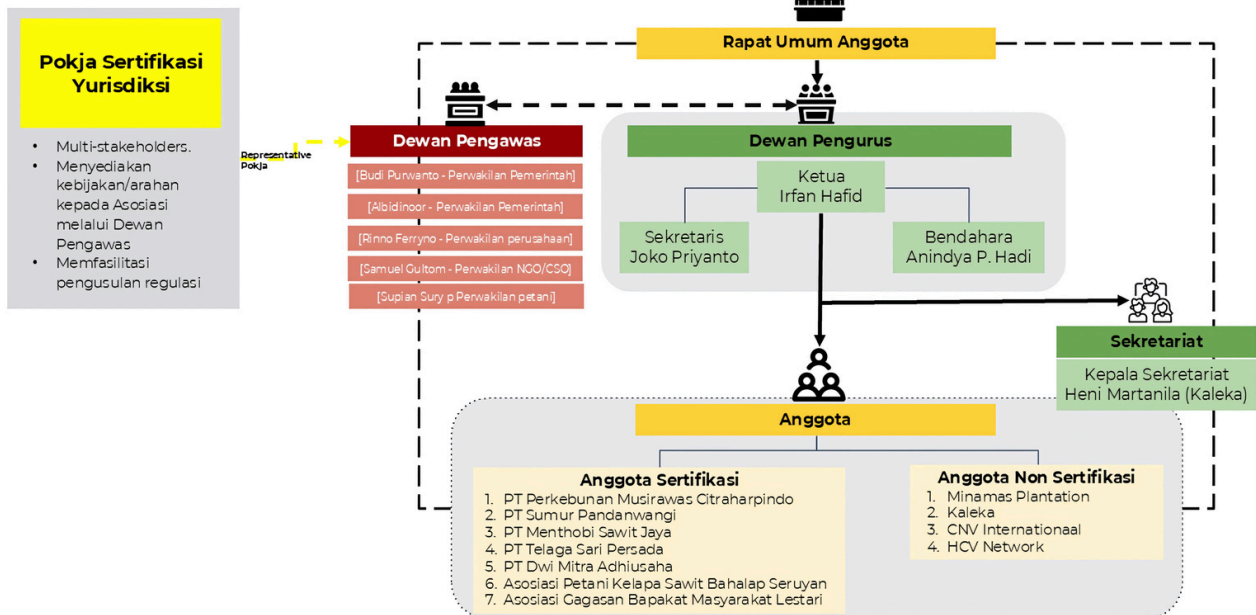 Pokja Sertifikasi
Yurisdiksi
• Multi-stakeholders.
• Menyediakan
kebijakan/arahan
kepada Asosiasi
melalui Dewan
Pengawas
• Memfasilitasi
pengusulan regulasi
Representative
Pokja
Rapat Umum Anggota
Dewan Pengawas
[Budi Purwanto - Perwakilan Pemerintah]
[Albidinoor - Perwakilan Pemerintah]
[Rinno Ferryno - Perwakilan perusahaan]
[Samuel Gultom - Perwakilan NGO/CSO]
[Supian Sury p Perwakilan petani]
Dewan Pengurus
Ketua
Irfan Hafid
Sekretaris
Joko Priyanto
Bendahara
Anindya P. Hadi
Sekretariat
Kepala Sekretariat
Heni Martanila (Kaleka)
Anggota
Anggota Sertifikasi
1. PT Perkebunan Musirawas Citraharpindo
2. PT Sumur Pandanwangi
3. PT Menthobi Sawit Jaya
4. PT Telaga Sari Persada
5. PT Dwi Mitra Adhiusaha
6. Asosiasi Petani Kelapa Sawit Bahalap Seruyan
7. Asosiasi Gagasan Bapakat Masyarakat Lestari
Anggota Non Sertifikasi
1. Minamas Plantation
2. Kaleka
3. CNV Internationaal
4. HCV Network